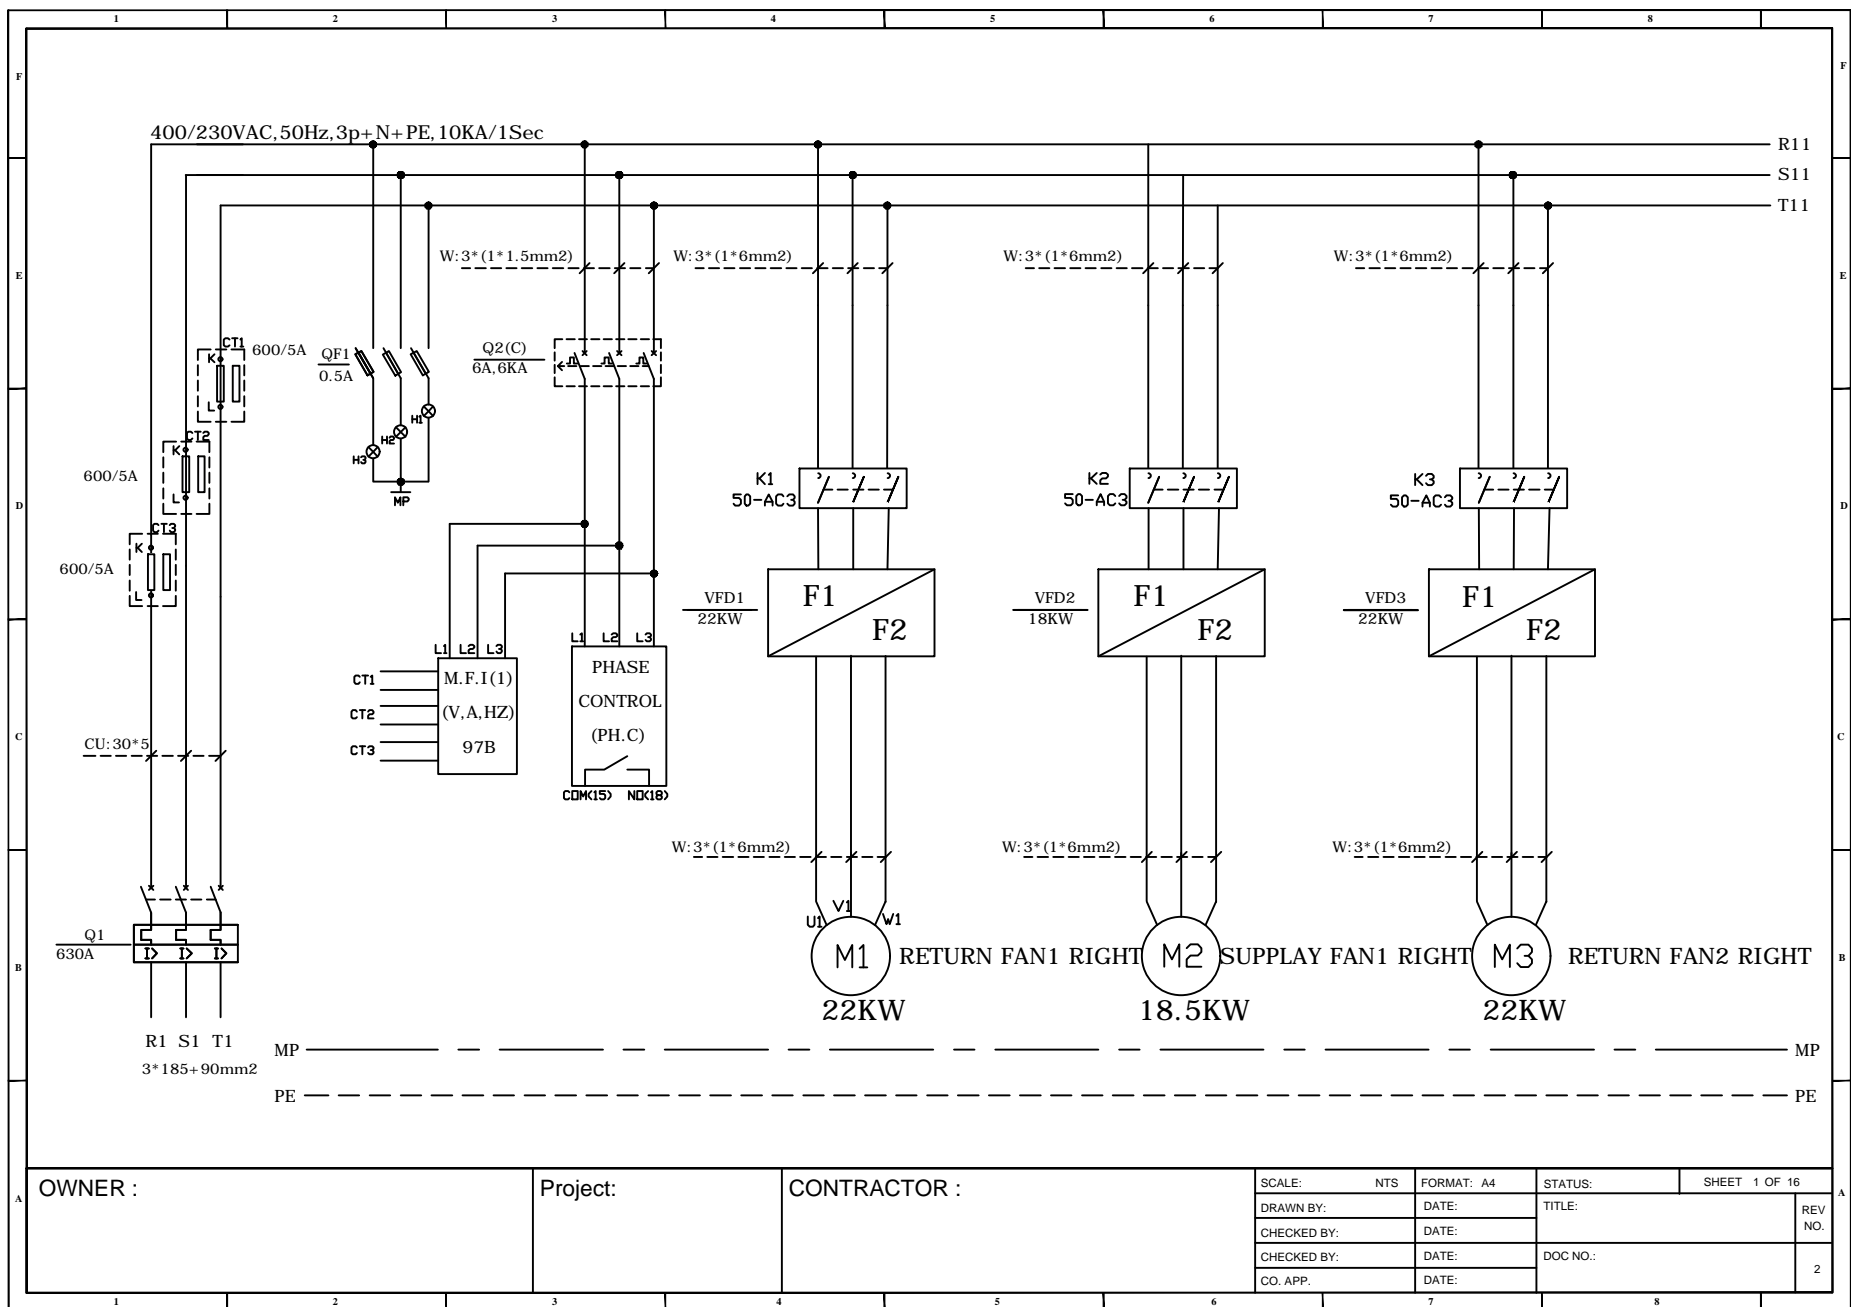 1 2 3 4 5 6 7 8
F F
400/230VAC,50Hz,3p+N+PE,10KA/1Sec
R11
S11
T11
W:3*(1*1.5mm2) W:3*(1*6mm2) W:3*(1*6mm2) W:3*(1*6mm2)
E E
CT1
K
L
600/5A
QF1
0.5A
Q2(C)
6A,6KA
H1
H2
H3
MP
CT2
K
L
600/5A
K1
50-AC3
K2
50-AC3
K3
50-AC3
D D
CT3
K
L
600/5A
VFD1
22KW
F1
F2
VFD2
18KW
F1
F2
VFD3
22KW
F1
F2
L1 L2 L3
M.F.I(1)
(V,A,HZ)
97B
CT1
CT2
CT3
L1 L2 L3
PHASE
CONTROL
(PH.C)
COM(15) NO(18)
C C
CU:30*5
W:3*(1*6mm2) W:3*(1*6mm2) W:3*(1*6mm2)
Q1
630A
I> I> I>
U1 V1 W1
M1 RETURN FAN1 RIGHT
22KW
M2 SUPPLAY FAN1 RIGHT
18.5KW
M3 RETURN FAN2 RIGHT
22KW
B B
R1 S1 T1
3*185+90mm2
MP MP
PE PE
A A
OWNER :
Project:
CONTRACTOR :
SCALE: NTS FORMAT: A4 STATUS: SHEET 1 OF 16
DRAWN BY: DATE: TITLE: REV NO.
CHECKED BY: DATE:
CHECKED BY: DATE: DOC NO.: 2
CO. APP. DATE:
1 2 3 4 5 6 7 8